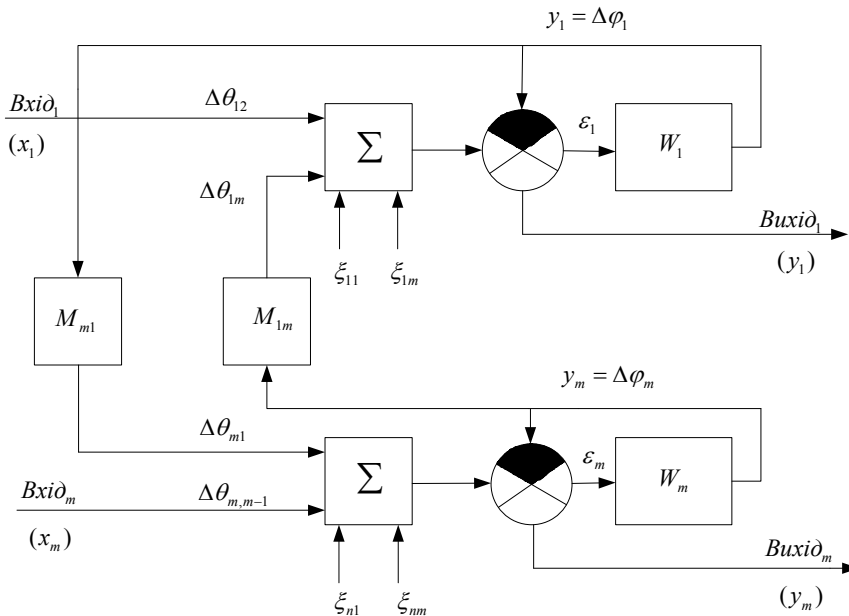 y₁ = Δφ₁
Вхід₁
(x₁)
Δθ₁₂
Σ
ε₁
W₁
Δθ₁ₘ
ξ₁₁
ξ₁ₘ
Вихід₁
(y₁)
Mₘ₁
M₁ₘ
yₘ = Δφₘ
Δθₘ₁
Σ
εₘ
Wₘ
Вхідₘ
(xₘ)
Δθₘ,ₘ₋₁
ξₙ₁
ξₙₘ
Вихідₘ
(yₘ)